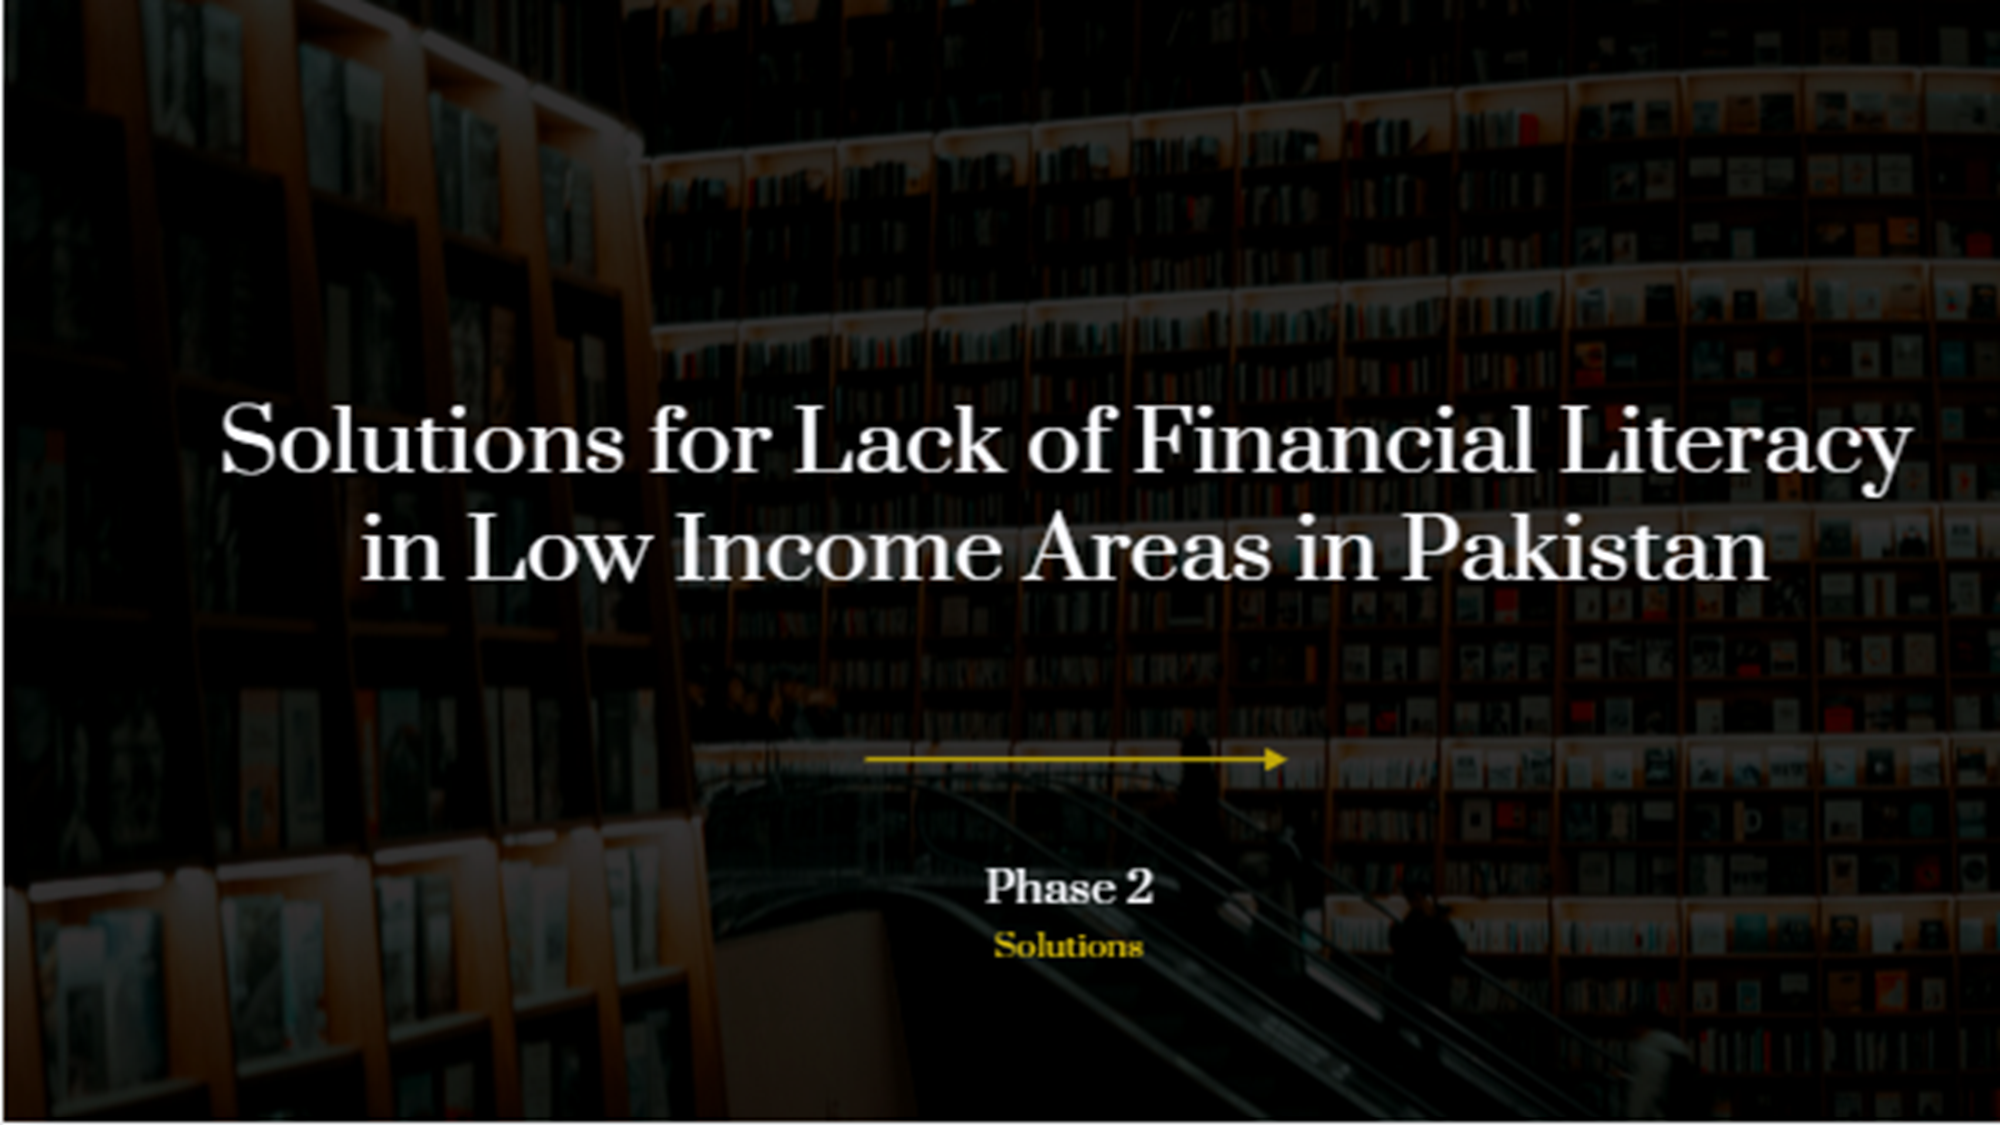 Solutions for Lack of Financial Literacy
in Low Income Areas in Pakistan
Phase 2
Solutions